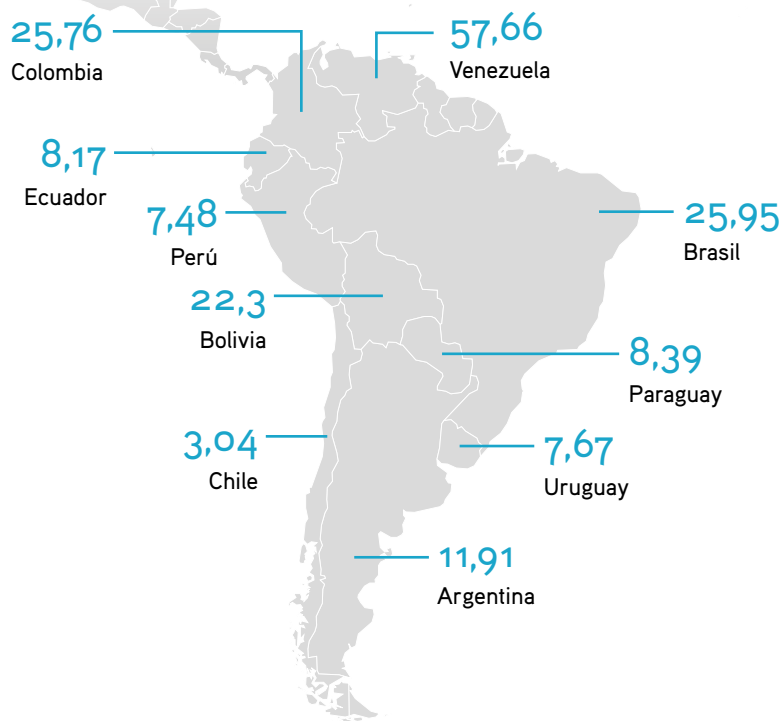 25,76
Colombia
57,66
Venezuela
8,17
Ecuador
7,48
Perú
25,95
Brasil
22,3
Bolivia
8,39
Paraguay
3,04
Chile
7,67
Uruguay
11,91
Argentina